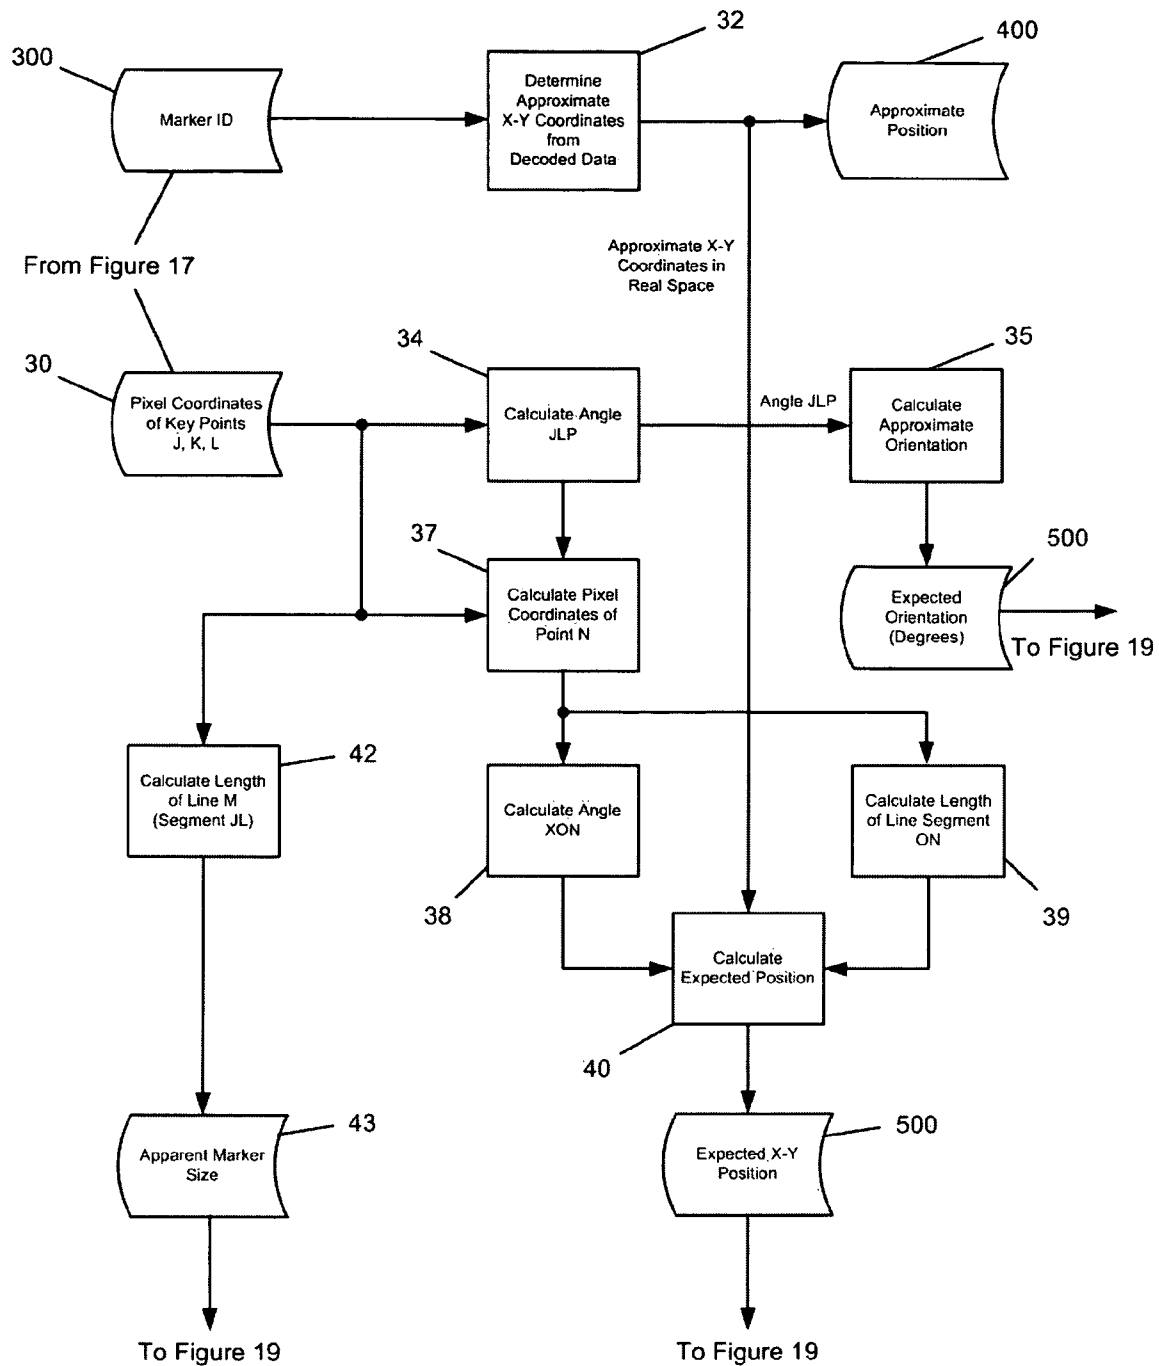 32
400
300
Determine
Approximate
X-Y Coordinates
from
Decoded Data
Marker ID
Approximate
Position
From Figure 17
Approximate X-Y
Coordinates in
Real Space
30
34
35
Pixel Coordinates
of Key Points
J, K, L
Calculate Angle
JLP
Angle JLP
Calculate
Approximate
Orientation
37
500
Calculate Pixel
Coordinates of
Point N
Expected
Orientation
(Degrees)
To Figure 19
42
Calculate Length
of Line M
(Segment JL)
Calculate Angle
XON
Calculate Length
of Line Segment
ON
38
39
Calculate
Expected Position
40
43
500
Apparent Marker
Size
Expected X-Y
Position
To Figure 19
To Figure 19